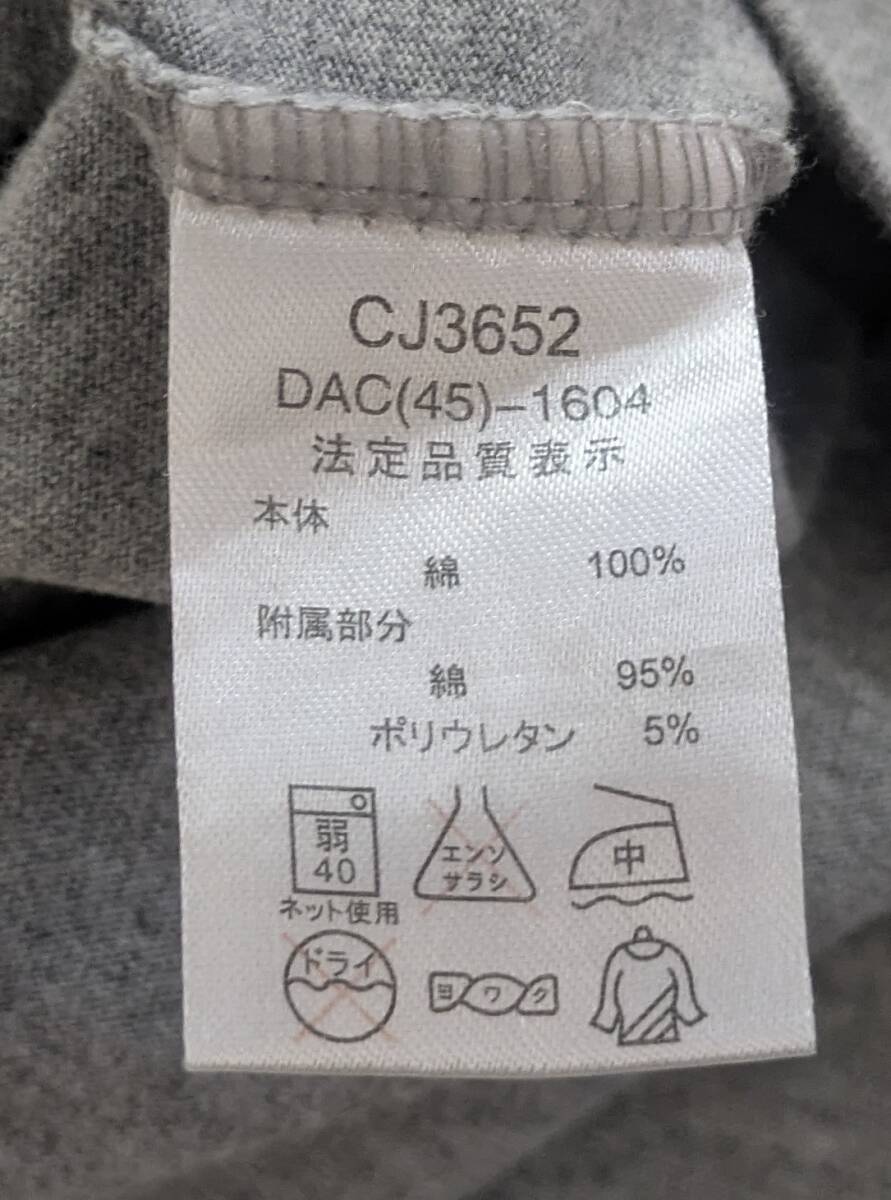 CJ3652
DAC(45)-1604
法定品質表示
本体
綿 100%
附属部分
綿 95%
ポリウレタン 5%
弱
40
ネット使用
エンソ
サラシ
中
ドライ
ヨワク